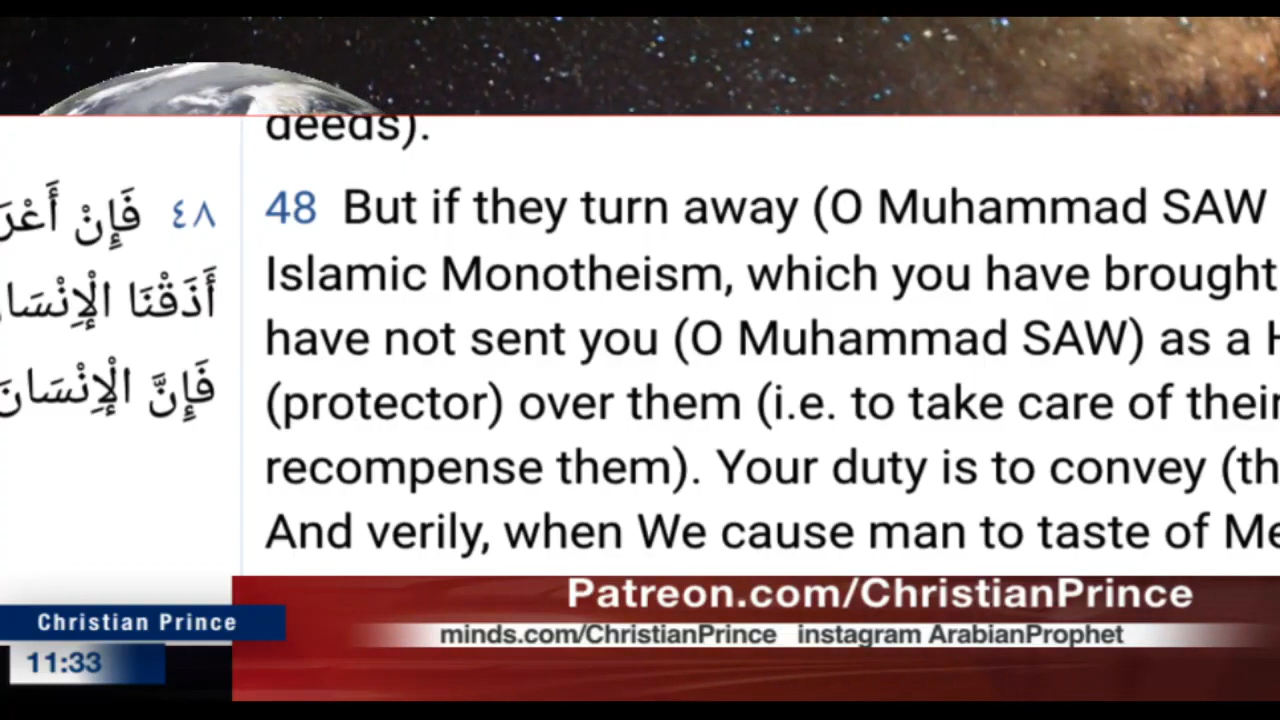 deeds).
48 But if they turn away (O Muhammad SAW
Islamic Monotheism, which you have brought
have not sent you (O Muhammad SAW) as a
(protector) over them (i.e. to take care of their
recompense them). Your duty is to convey
And verily, when We cause man to taste of
٤٨ فَإِنْ
أَذَقْنَا
فَإِنَّ الْإِنْسَانَ
Patreon.com/ChristianPrince
minds.com/ChristianPrince instagram ArabianProphet
Christian Prince
11:33